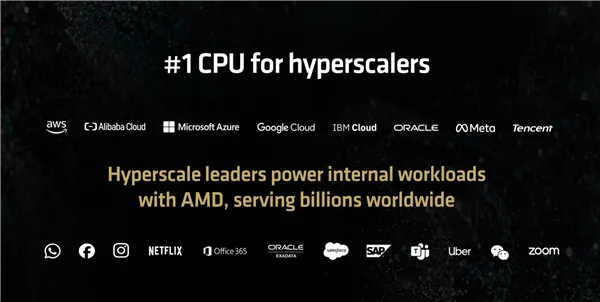 #1 CPU for hyperscalers
aws Alibaba Cloud Microsoft Azure Google Cloud IBM Cloud ORACLE Meta Tencent
Hyperscale leaders power internal workloads
with AMD, serving billions worldwide
NETFLIX Office 365 ORACLE EXADATA salesforce SAP Uber zoom